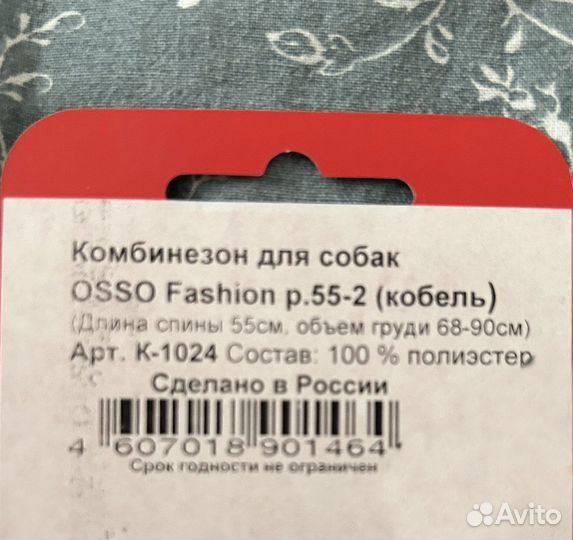 Комбинезон для собак
OSSO Fashion р.55-2 (кобель)
(Длина спины 55см, объем груди 68-90см)
Арт. К-1024 Состав: 100 % полиэстер
Сделано в России
4 607018 901464
Срок годности не ограничен
Avito